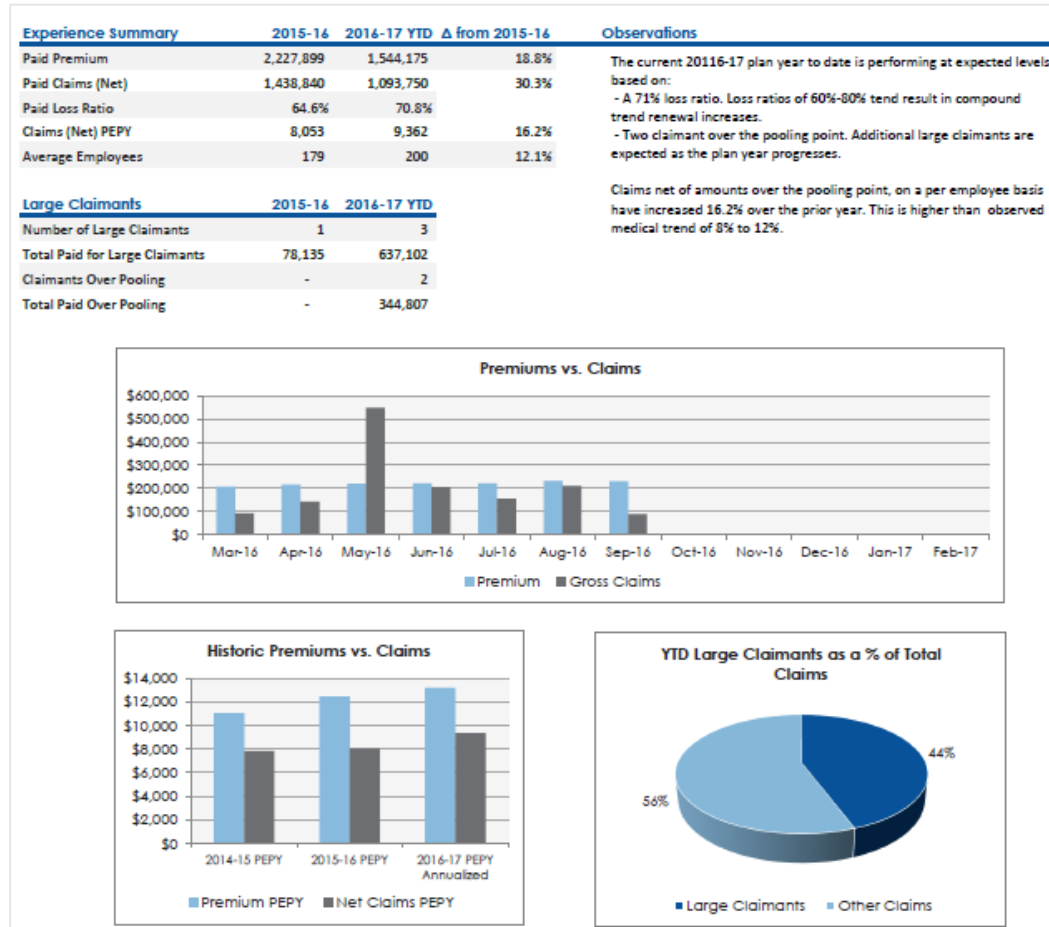 Experience Summary 2015-16 2016-17 YTD Δ from 2015-16
Paid Premium 2,227,899 1,544,175 18.8%
Paid Claims (Net) 1,438,840 1,093,750 30.3%
Paid Loss Ratio 64.6% 70.8%
Claims (Net) PEPY 8,053 9,362 16.2%
Average Employees 179 200 12.1%
Observations
The current 20116-17 plan year to date is performing at expected levels
based on:
- A 71% loss ratio. Loss ratios of 60%-80% tend result in compound
trend renewal increases.
- Two claimant over the pooling point. Additional large claimants are
expected as the plan year progresses.
Claims net of amounts over the pooling point, on a per employee basis
have increased 16.2% over the prior year. This is higher than observed
medical trend of 8% to 12%.
Large Claimants 2015-16 2016-17 YTD
Number of Large Claimants 1 3
Total Paid for Large Claimants 78,135 637,102
Claimants Over Pooling - 2
Total Paid Over Pooling - 344,807
Premiums vs. Claims
$600,000
$500,000
$400,000
$300,000
$200,000
$100,000
$0
Mar-16 Apr-16 May-16 Jun-16 Jul-16 Aug-16 Sep-16 Oct-16 Nov-16 Dec-16 Jan-17 Feb-17
Premium Gross Claims
Historic Premiums vs. Claims
$14,000
$12,000
$10,000
$8,000
$6,000
$4,000
$2,000
$0
2014-15 PEPY 2015-16 PEPY 2016-17 PEPY
Annualized
Premium PEPY Net Claims PEPY
YTD Large Claimants as a % of Total
Claims
44%
56%
Large Claimants Other Claims